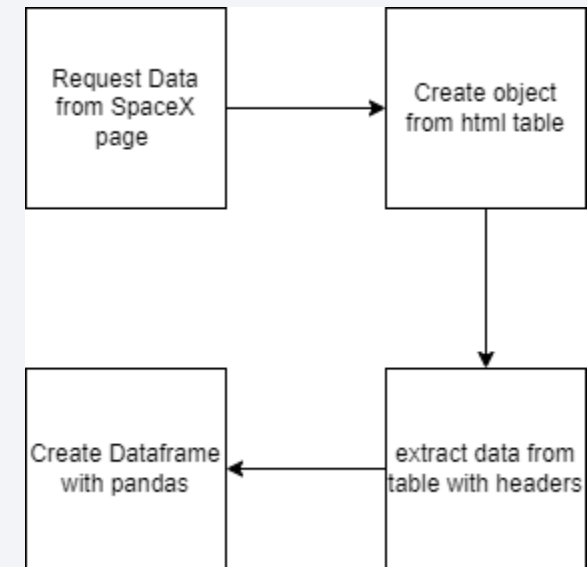 Request Data
from SpaceX
page
Create object
from html table
extract data from
table with headers
Create Dataframe
with pandas